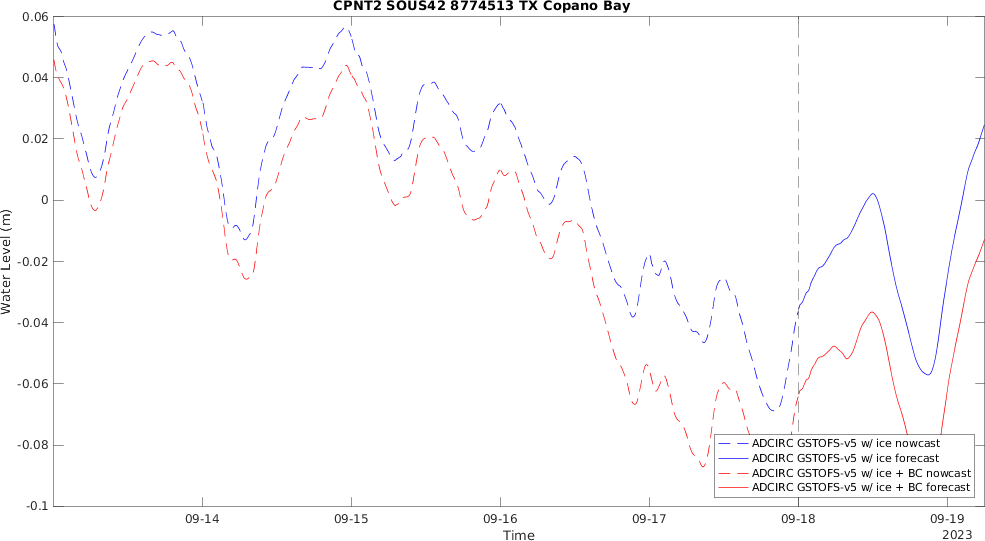 CPNT2 SOUS42 8774513 TX Copano Bay
0.06
0.04
0.02
0
-0.02
-0.04
-0.06
-0.08
-0.1
Water Level (m)
09-14
09-15
09-16
09-17
09-18
09-19
Time
2023
ADCIRC GSTOFS-v5 w/ ice nowcast
ADCIRC GSTOFS-v5 w/ ice forecast
ADCIRC GSTOFS-v5 w/ ice + BC nowcast
ADCIRC GSTOFS-v5 w/ ice + BC forecast